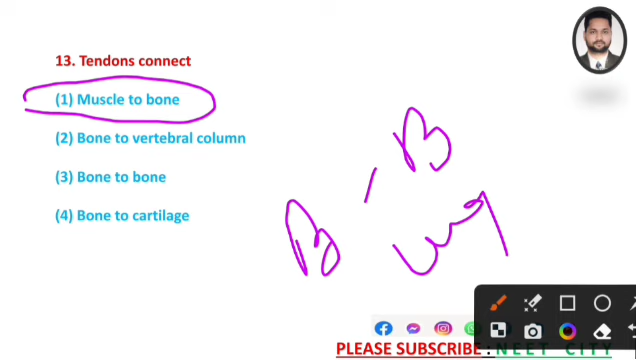 13. Tendons connect
(1) Muscle to bone
(2) Bone to vertebral column
(3) Bone to bone
(4) Bone to cartilage
B
B
PLEASE SUBSCRIBE : NEET CITY